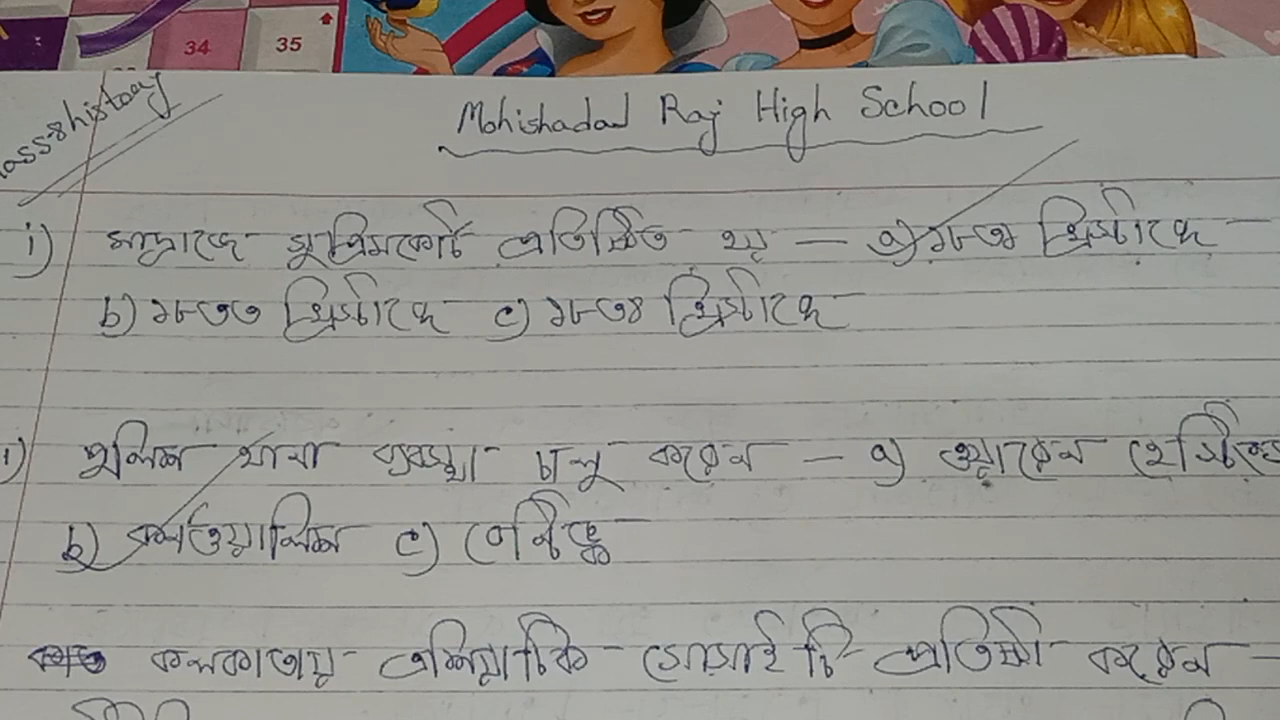 34 35
class-8 history
Mohishadal Raj High School
i) মাদ্রাজে সুপ্রিমকোর্ট প্রতিষ্ঠিত হয় — a) খ্রিস্টাব্দে
b) ১৮৩৩ খ্রিস্টাব্দে c) ১৮৩৪ খ্রিস্টাব্দে
পুলিশ থানা ব্যবস্থা চালু করেন — a) ওয়ারেন হেস্টিংস
b) কর্নওয়ালিশ c) বেন্টিঙ্ক
কলকাতায় এশিয়াটিক সোসাইটি প্রতিষ্ঠা করেন —